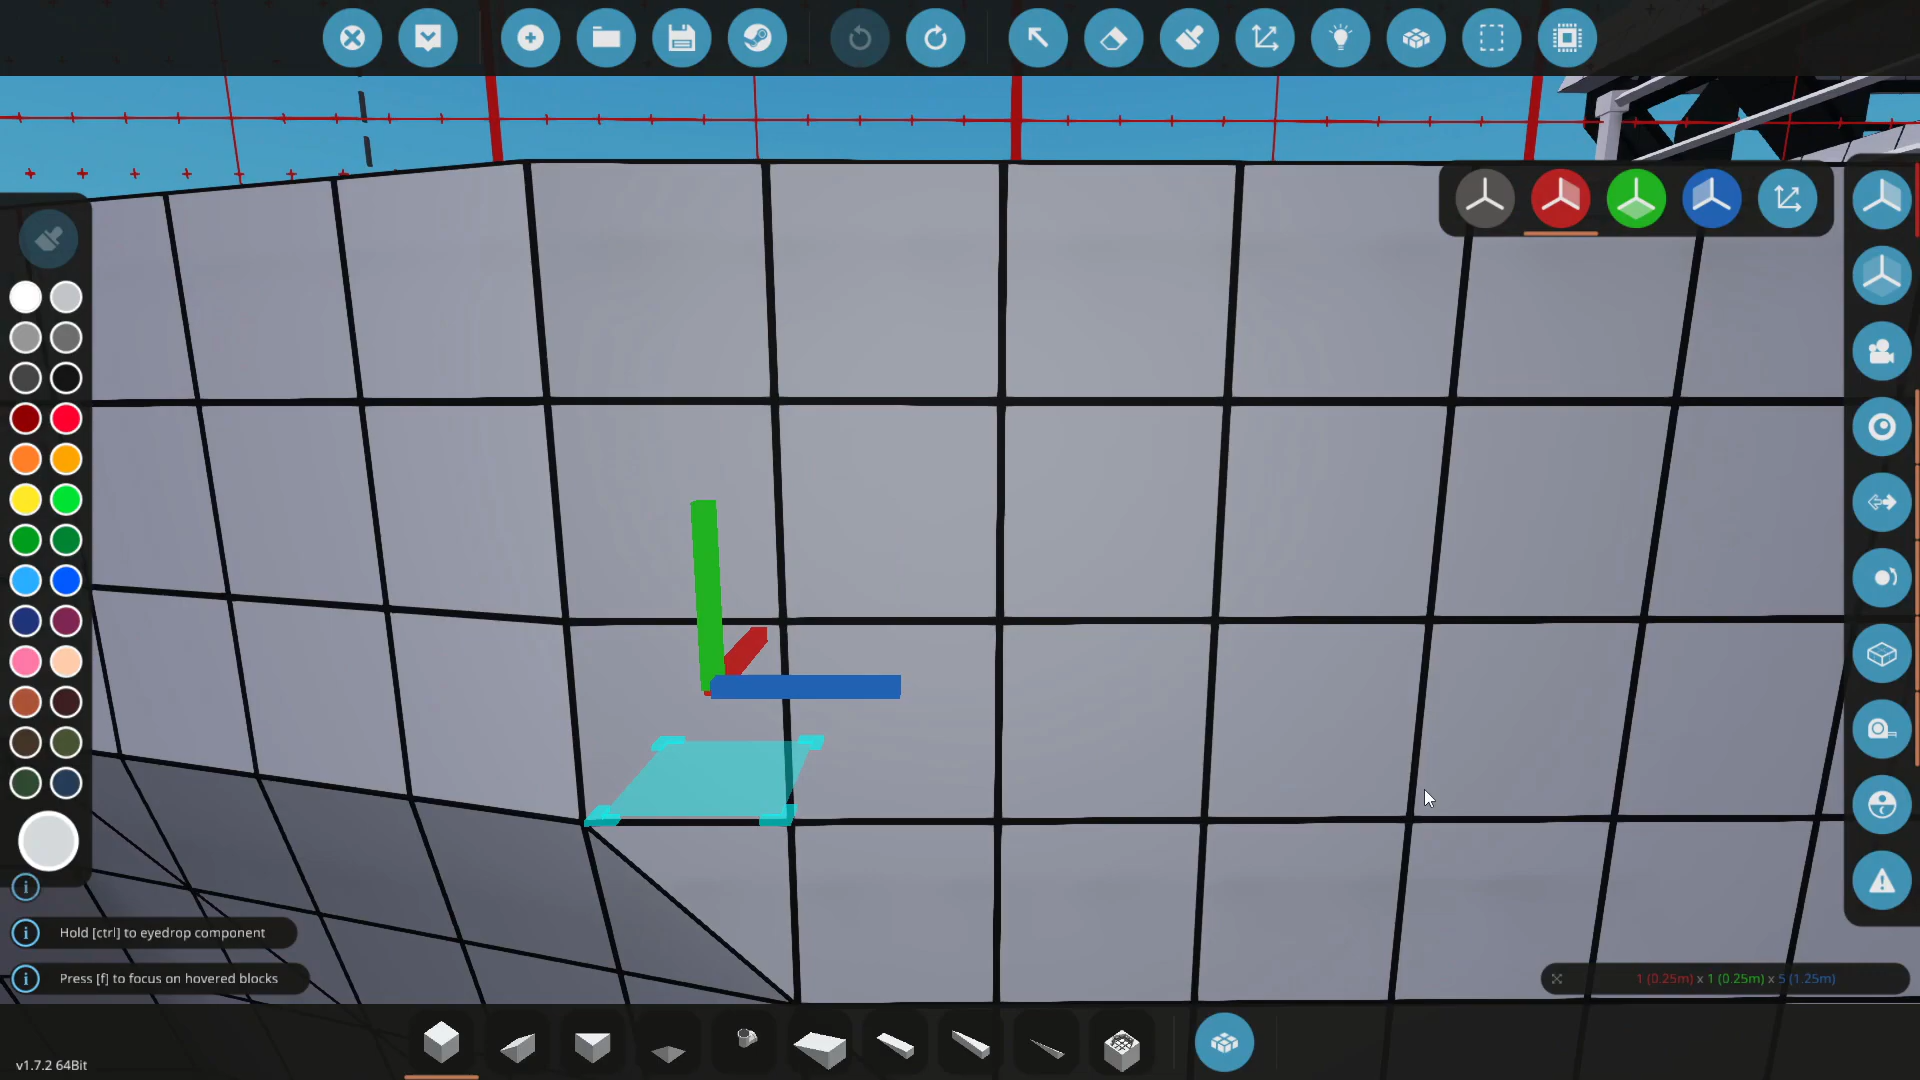 Hold [ctrl] to eyedrop component
Press [f] to focus on hovered blocks
1 (0.25m) x 1 (0.25m) x 5 (1.25m)
v1.7.2 64Bit